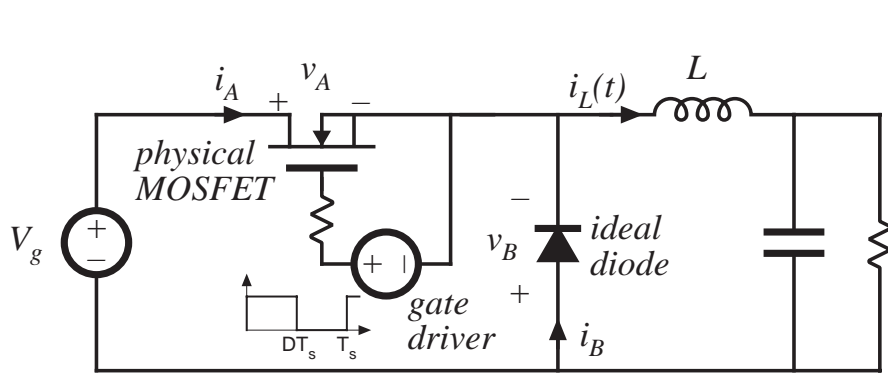 i_A
+ v_A −
i_L(t)
L
physical
MOSFET
V_g
+
−
+ −
gate
driver
DT_s T_s
−
v_B
+
ideal
diode
i_B